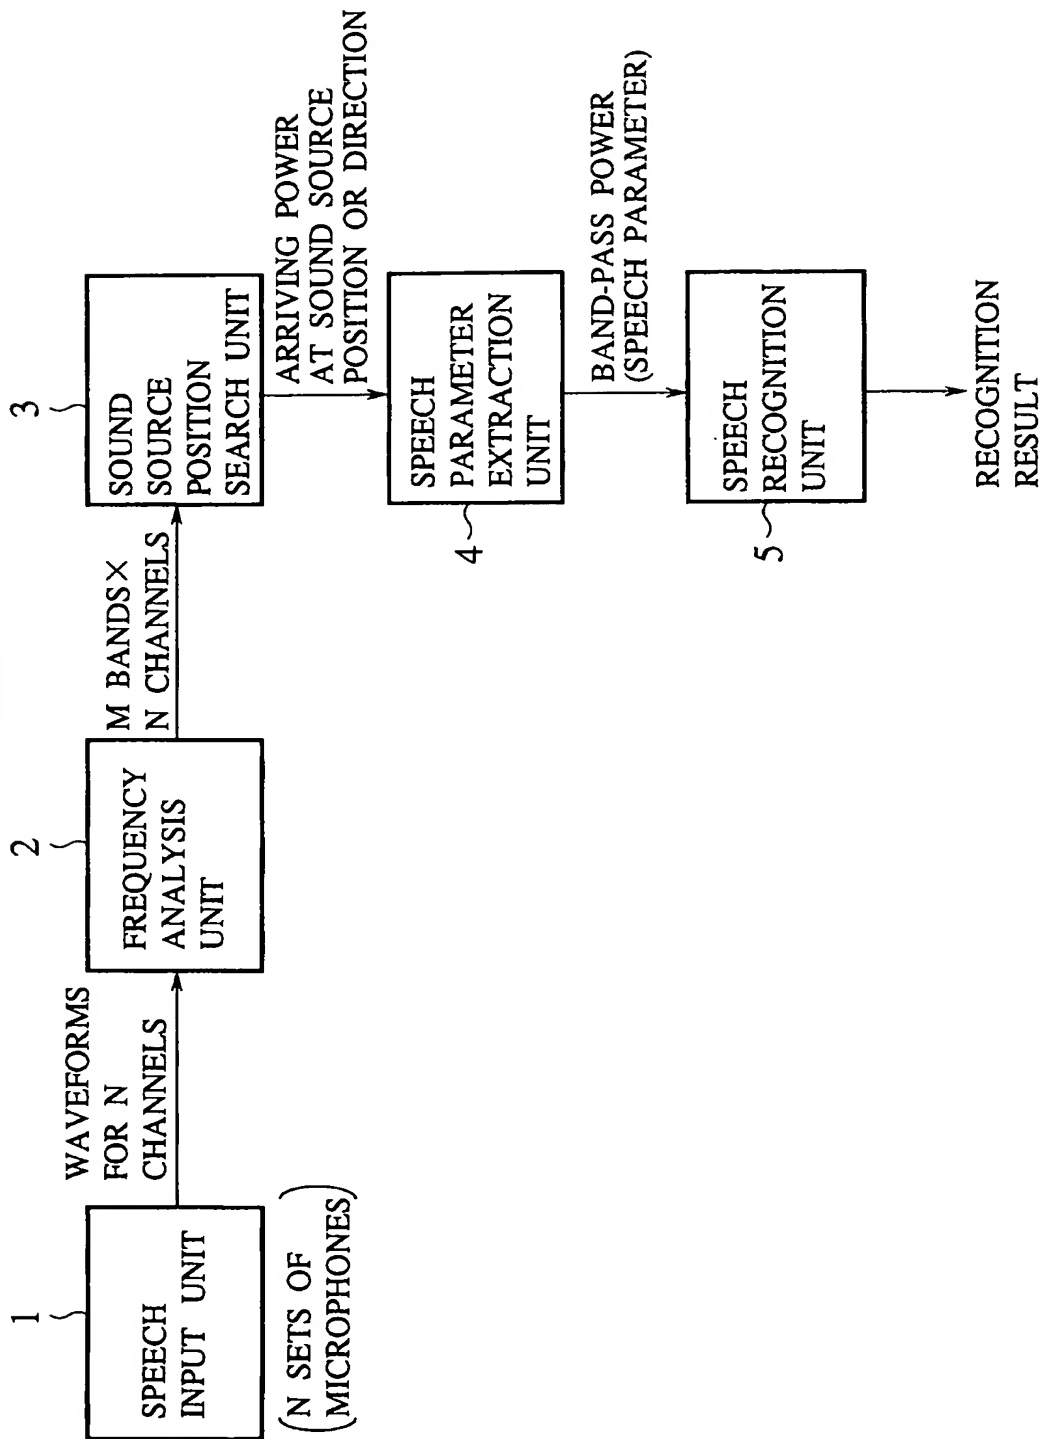 1
SPEECH
INPUT UNIT
(N SETS OF
MICROPHONES)
WAVEFORMS
FOR N
CHANNELS
2
FREQUENCY
ANALYSIS
UNIT
M BANDS×
N CHANNELS
3
SOUND
SOURCE
POSITION
SEARCH UNIT
ARRIVING POWER
AT SOUND SOURCE
POSITION OR DIRECTION
4
SPEECH
PARAMETER
EXTRACTION
UNIT
BAND-PASS POWER
(SPEECH PARAMETER)
5
SPEECH
RECOGNITION
UNIT
RECOGNITION
RESULT